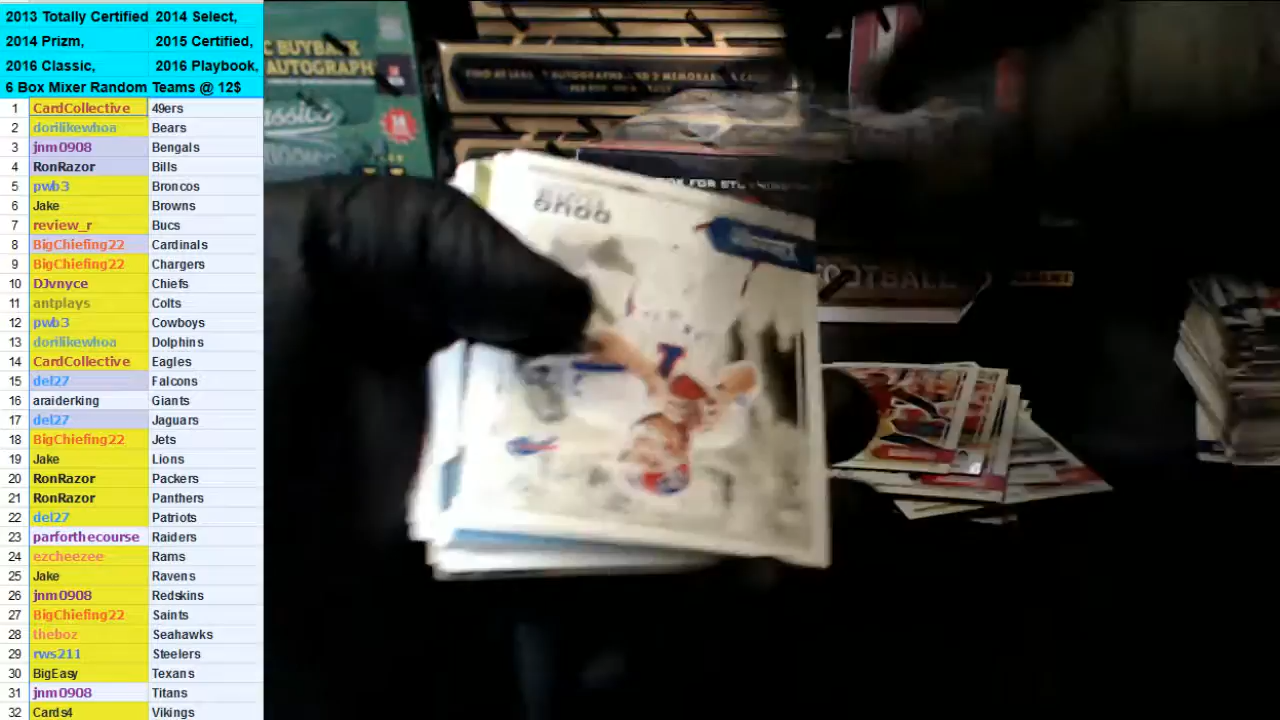 2013 Totally Certified 2014 Select,
2014 Prizm, 2015 Certified,
2016 Classic, 2016 Playbook,
6 Box Mixer Random Teams @ 12$
1 CardCollective 49ers
2 dorilikewhoa Bears
3 jnm0908 Bengals
4 RonRazor Bills
5 pwb3 Broncos
6 Jake Browns
7 review_r Bucs
8 BigChiefing22 Cardinals
9 BigChiefing22 Chargers
10 DJvnyce Chiefs
11 antplays Colts
12 pwb3 Cowboys
13 dorilikewhoa Dolphins
14 CardCollective Eagles
15 del27 Falcons
16 araiderking Giants
17 del27 Jaguars
18 BigChiefing22 Jets
19 Jake Lions
20 RonRazor Packers
21 RonRazor Panthers
22 del27 Patriots
23 parforthecourse Raiders
24 ezcheezee Rams
25 Jake Ravens
26 jnm0908 Redskins
27 BigChiefing22 Saints
28 theboz Seahawks
29 rws211 Steelers
30 BigEasy Texans
31 jnm0908 Titans
32 Cards4 Vikings
BUYBACK
AUTOGRAPH
FOOTBALL